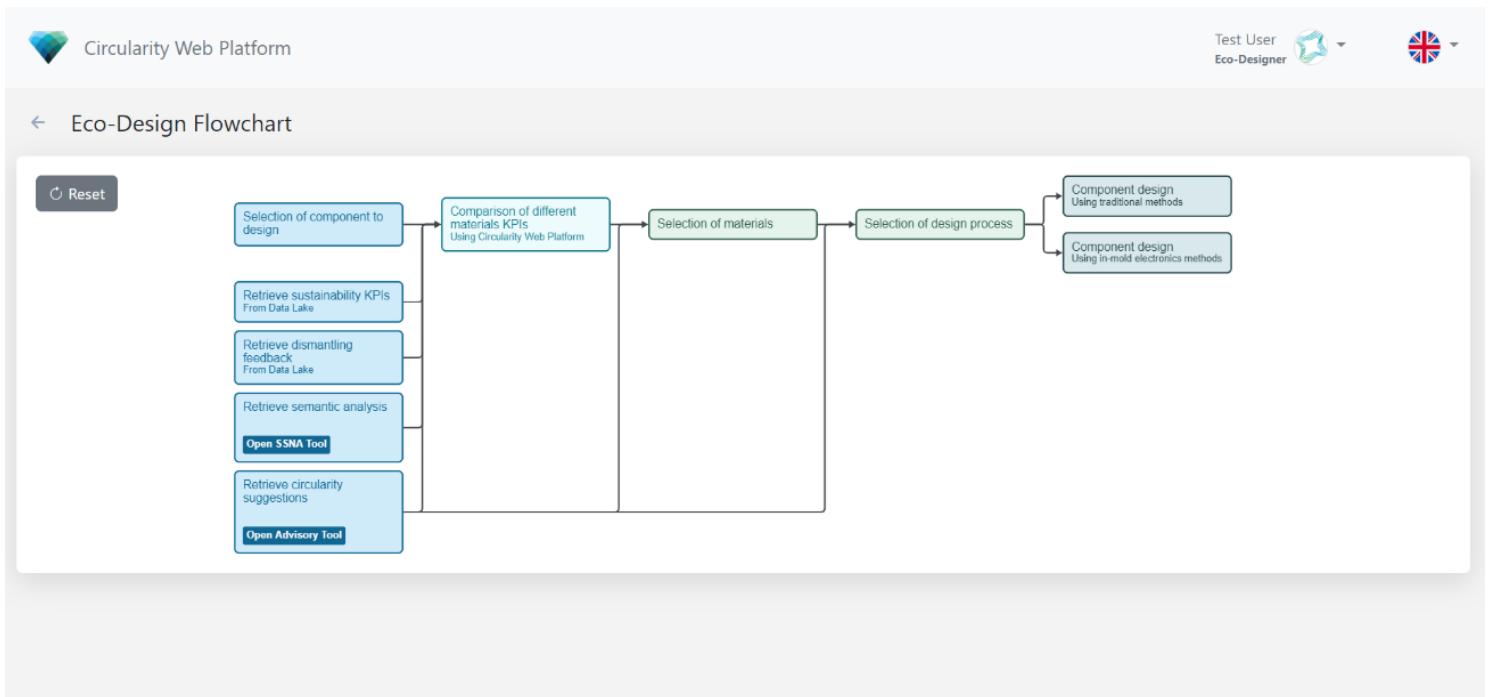 Circularity Web Platform
Test User
Eco-Designer
Eco-Design Flowchart
Reset
Selection of component to
design
Comparison of different
materials KPIs
Using Circularity Web Platform
Selection of materials
Selection of design process
Component design
Using traditional methods
Component design
Using in-mold electronics methods
Retrieve sustainability KPIs
From Data Lake
Retrieve dismantling
feedback
From Data Lake
Retrieve semantic analysis
Open SSNA Tool
Retrieve circularity
suggestions
Open Advisory Tool